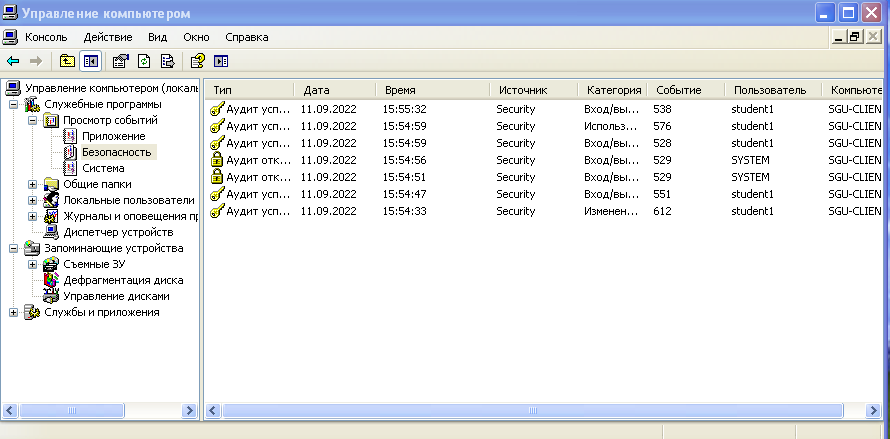 Управление компьютером
Консоль Действие Вид Окно Справка
Управление компьютером (локаль
Служебные программы
Просмотр событий
Приложение
Безопасность
Система
Общие папки
Локальные пользователи
Журналы и оповещения пр
Диспетчер устройств
Запоминающие устройства
Съемные ЗУ
Дефрагментация диска
Управление дисками
Службы и приложения
Тип Дата Время Источник Категория Событие Пользователь Компьюте
Аудит усп... 11.09.2022 15:55:32 Security Вход/вы... 538 student1 SGU-CLIEN
Аудит усп... 11.09.2022 15:54:59 Security Использ... 576 student1 SGU-CLIEN
Аудит усп... 11.09.2022 15:54:59 Security Вход/вы... 528 student1 SGU-CLIEN
Аудит отк... 11.09.2022 15:54:56 Security Вход/вы... 529 SYSTEM SGU-CLIEN
Аудит отк... 11.09.2022 15:54:51 Security Вход/вы... 529 SYSTEM SGU-CLIEN
Аудит усп... 11.09.2022 15:54:47 Security Вход/вы... 551 student1 SGU-CLIEN
Аудит усп... 11.09.2022 15:54:33 Security Изменен... 612 student1 SGU-CLIEN